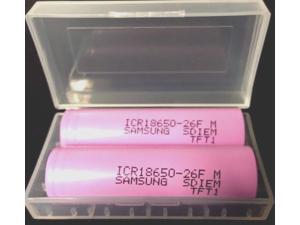 ICR18650-26F M
SAMSUNG SDIEM
TFT1
ICR18650-26F M
SAMSUNG SDIEM
TFT1